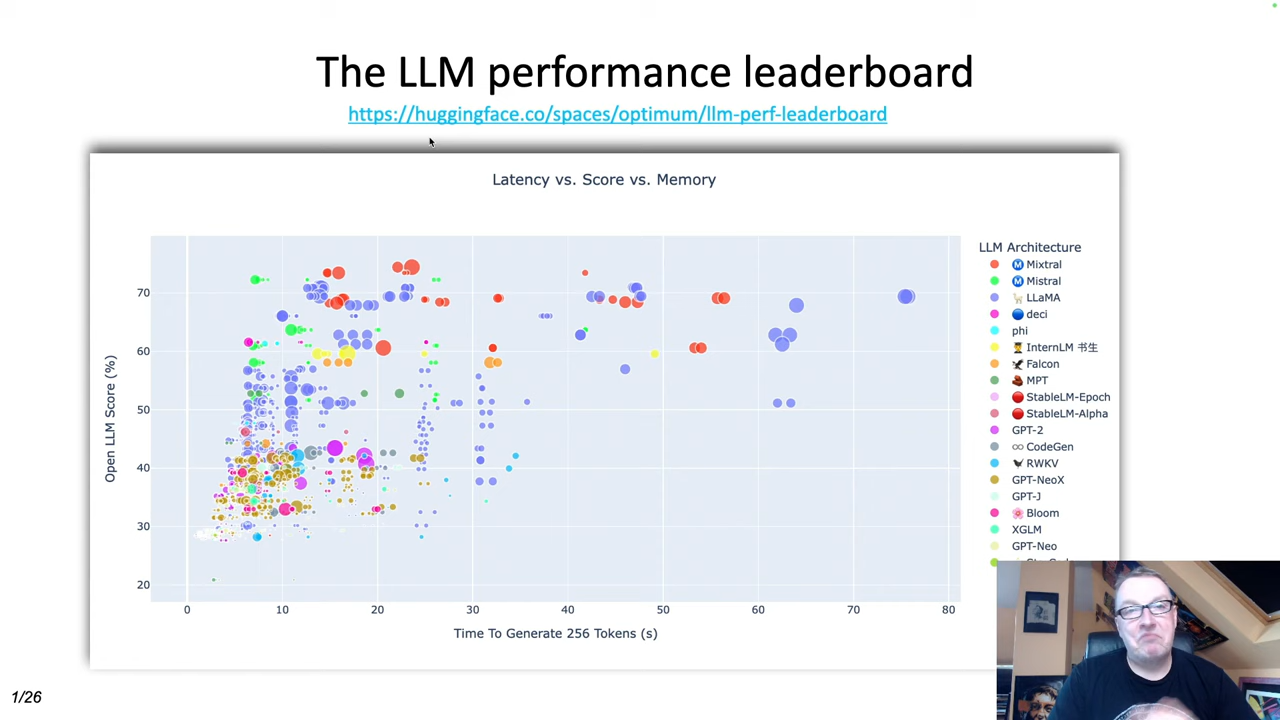 The LLM performance leaderboard
https://huggingface.co/spaces/optimum/llm-perf-leaderboard
Latency vs. Score vs. Memory
Open LLM Score (%)
70
60
50
40
30
20
0 10 20 30 40 50 60 70 80
Time To Generate 256 Tokens (s)
LLM Architecture
Mixtral
Mistral
LLaMA
deci
phi
InternLM 书生
Falcon
MPT
StableLM-Epoch
StableLM-Alpha
GPT-2
CodeGen
RWKV
GPT-NeoX
GPT-J
Bloom
XGLM
GPT-Neo
1/26